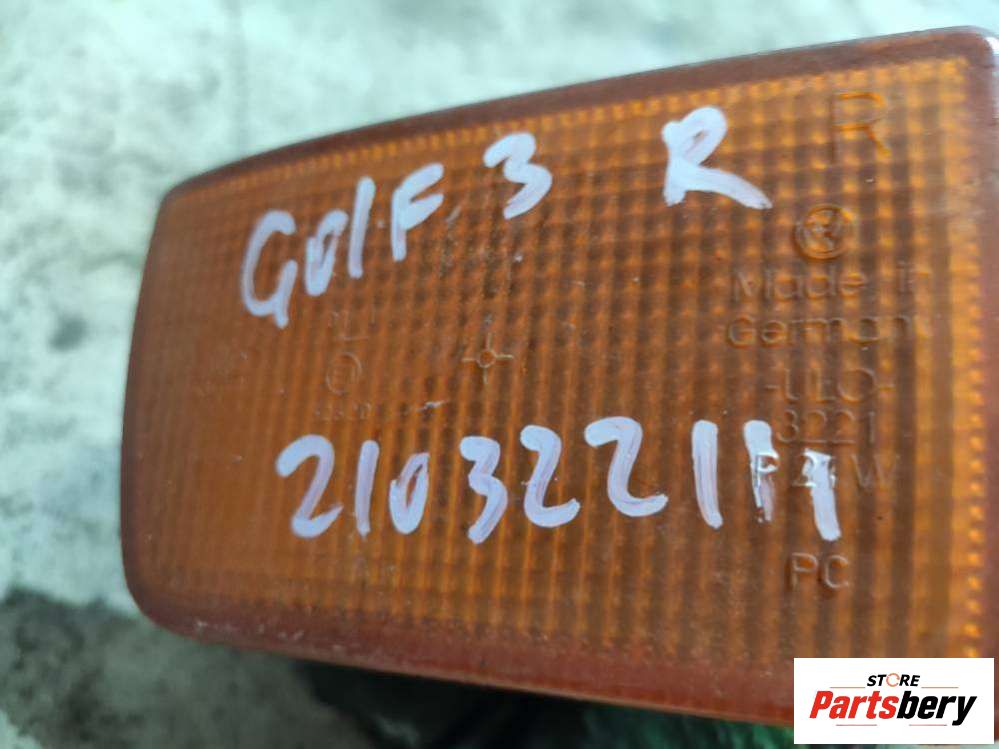 R
GOLF 3 R
Made in
Germany
-ULO-
3221
210322111
PC
STORE
Partsbery